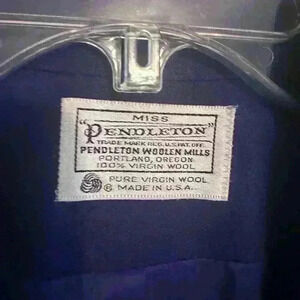 MISS
"PENDLETON"
TRADE MARK REG. U.S. PAT. OFF.
PENDLETON WOOLEN MILLS
PORTLAND, OREGON
100% VIRGIN WOOL
PURE VIRGIN WOOL
® MADE IN U.S.A.